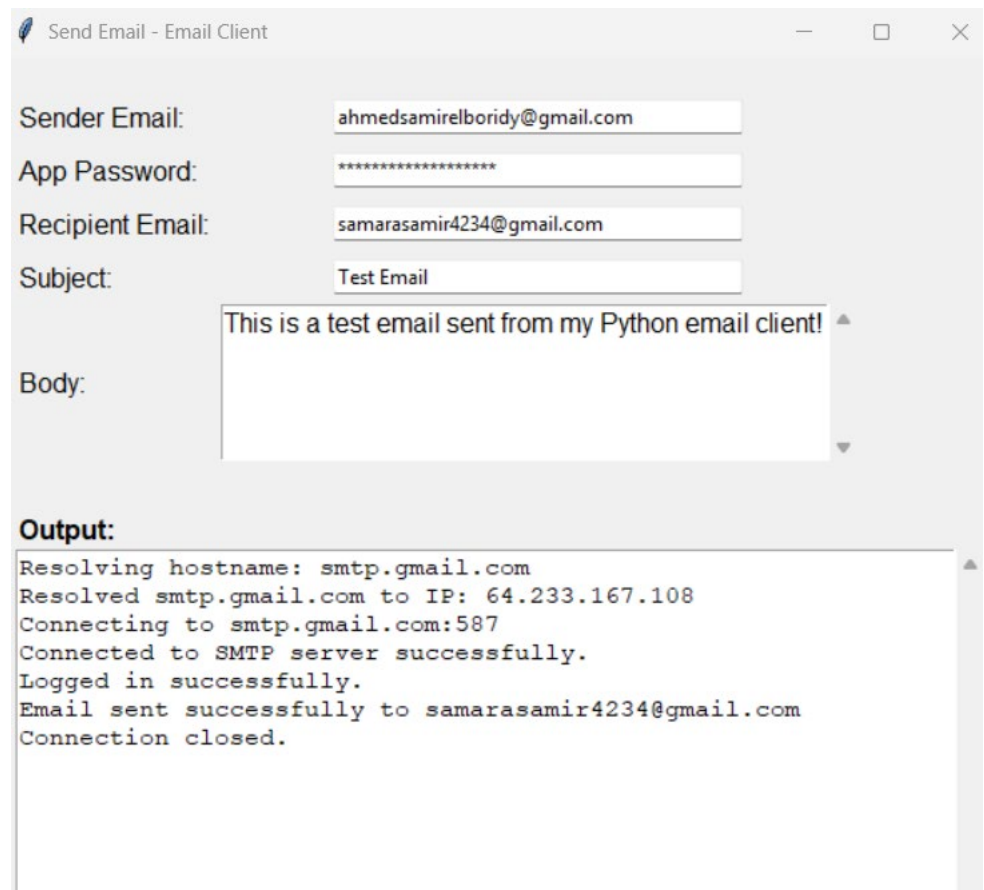 Send Email - Email Client
Sender Email: ahmedsamirelboridy@gmail.com
App Password: *******************
Recipient Email: samarasamir4234@gmail.com
Subject: Test Email
This is a test email sent from my Python email client!
Body:
Output:
Resolving hostname: smtp.gmail.com
Resolved smtp.gmail.com to IP: 64.233.167.108
Connecting to smtp.gmail.com:587
Connected to SMTP server successfully.
Logged in successfully.
Email sent successfully to samarasamir4234@gmail.com
Connection closed.